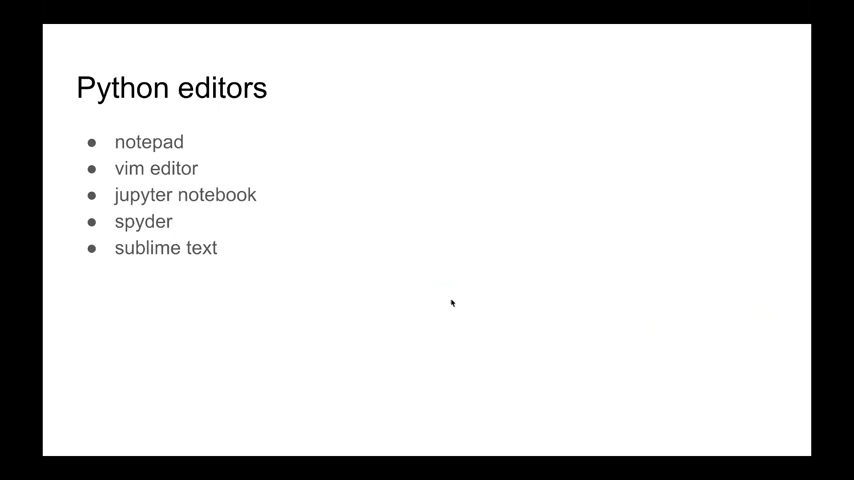 Python editors
● notepad
● vim editor
● jupyter notebook
● spyder
● sublime text